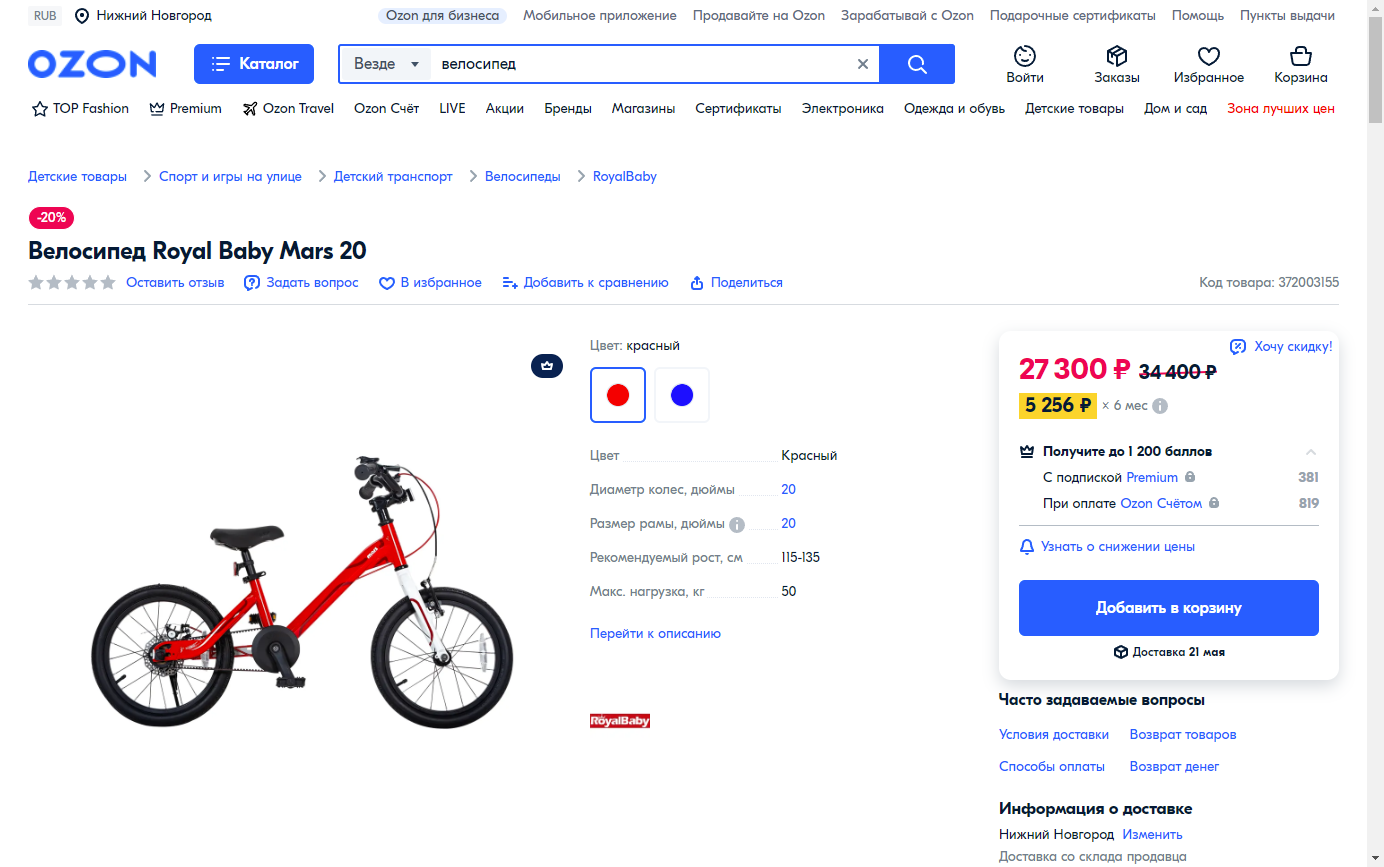 RUB Нижний Новгород Ozon для бизнеса Мобильное приложение Продавайте на Ozon Зарабатывай с Ozon Подарочные сертификаты Помощь Пункты выдачи
OZON Каталог Везде велосипед Войти Заказы Избранное Корзина
TOP Fashion Premium Ozon Travel Ozon Счёт LIVE Акции Бренды Магазины Сертификаты Электроника Одежда и обувь Детские товары Дом и сад Зона лучших цен
Детские товары Спорт и игры на улице Детский транспорт Велосипеды RoyalBaby
-20%
Велосипед Royal Baby Mars 20
Оставить отзыв Задать вопрос В избранное Добавить к сравнению Поделиться Код товара: 372003155
Цвет: красный
Цвет Красный
Диаметр колес, дюймы 20
Размер рамы, дюймы 20
Рекомендуемый рост, см 115-135
Макс. нагрузка, кг 50
Перейти к описанию
RoyalBaby
Хочу скидку!
27 300 ₽ 34 400 ₽
5 256 ₽ × 6 мес
Получите до 1 200 баллов
С подпиской Premium 381
При оплате Ozon Счётом 819
Узнать о снижении цены
Добавить в корзину
Доставка 21 мая
Часто задаваемые вопросы
Условия доставки Возврат товаров
Способы оплаты Возврат денег
Информация о доставке
Нижний Новгород Изменить
Доставка со склада продавца